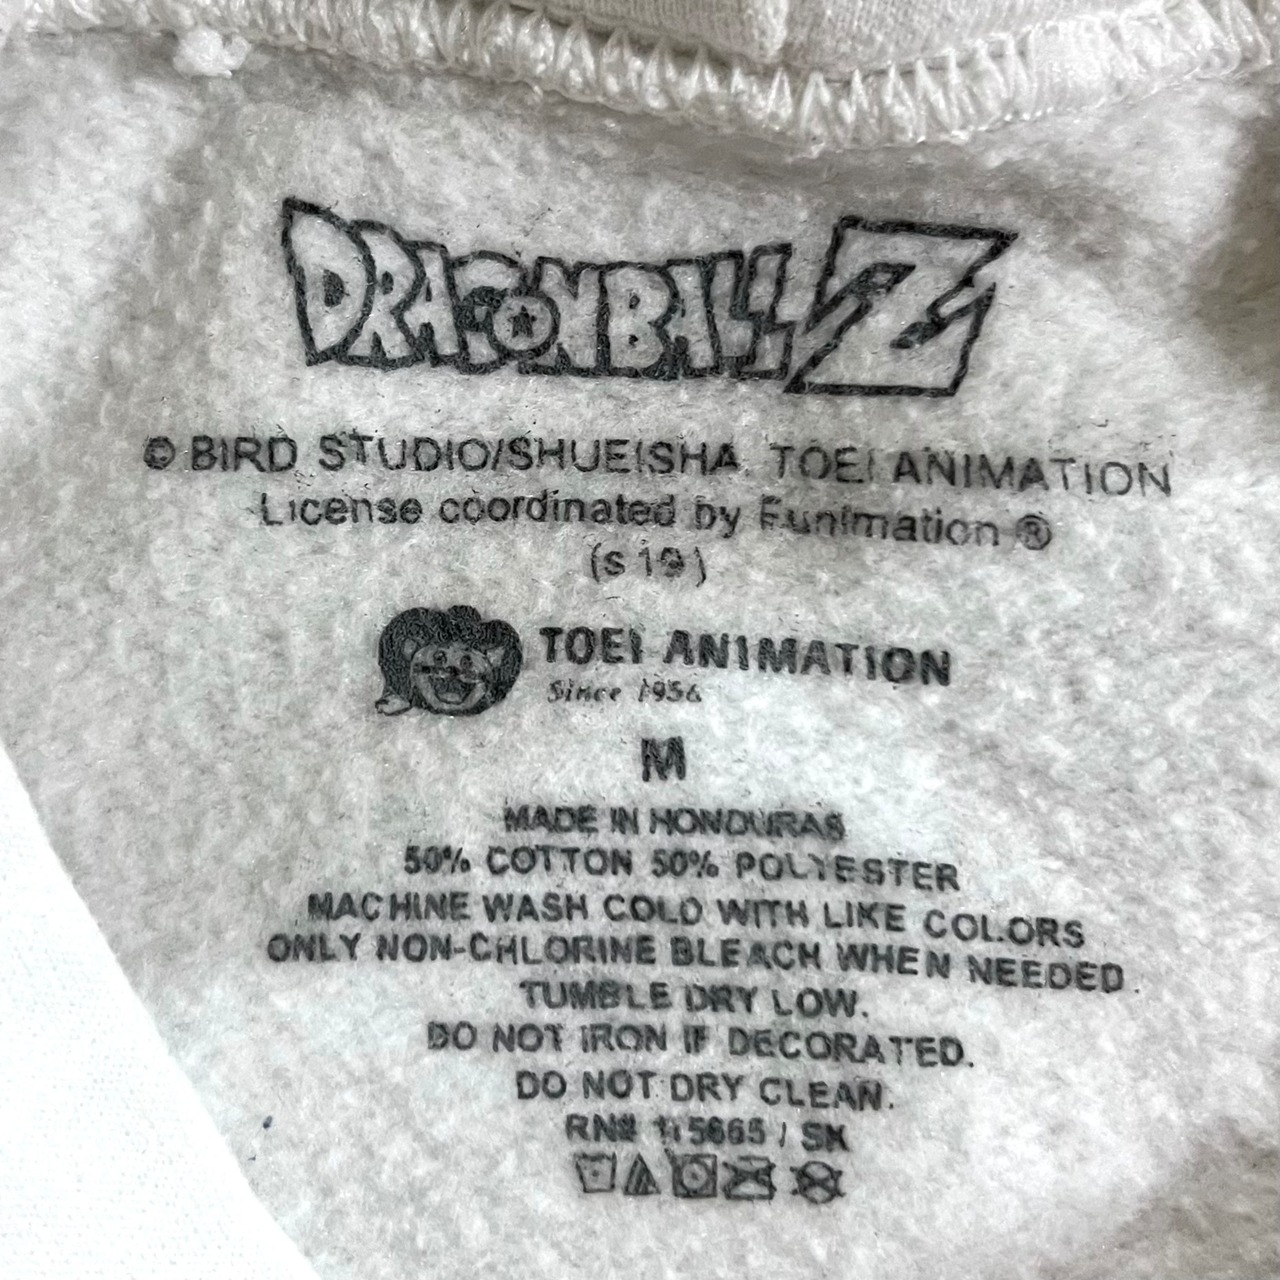 DRAGONBALL Z
© BIRD STUDIO/SHUEISHA, TOEI ANIMATION
License coordinated by Funimation ®
(s 19)
TOEI ANIMATION
Since 1956
M
MADE IN HONDURAS
50% COTTON 50% POLYESTER
MACHINE WASH COLD WITH LIKE COLORS
ONLY NON-CHLORINE BLEACH WHEN NEEDED.
TUMBLE DRY LOW.
DO NOT IRON IF DECORATED.
DO NOT DRY CLEAN.
RN# 115665 / SK